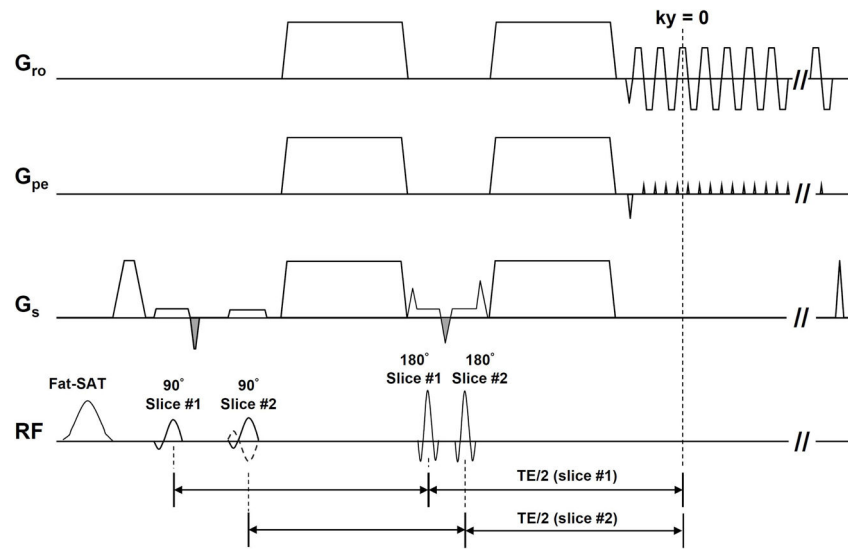 ky = 0
Gro
Gpe
Gs
Fat-SAT
90°
Slice #1
90°
Slice #2
180°
Slice #1
180°
Slice #2
RF
TE/2 (slice #1)
TE/2 (slice #2)
//
//
//
//